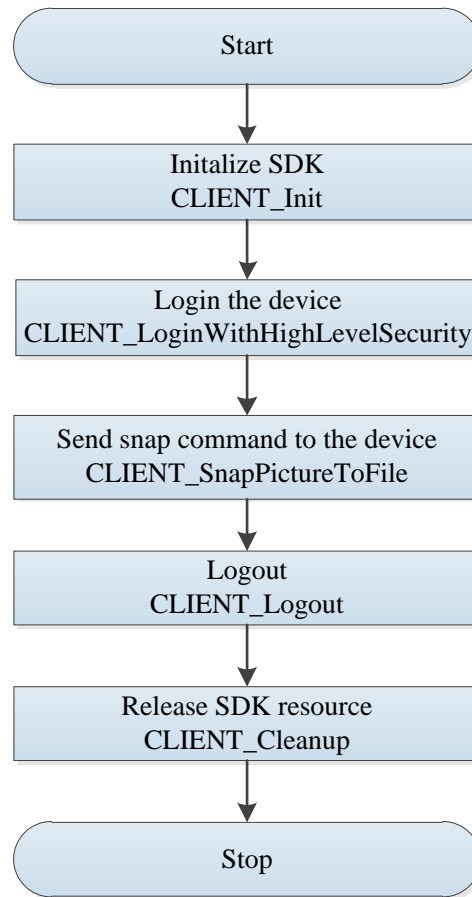 Start
Initalize SDK
CLIENT_Init
Login the device
CLIENT_LoginWithHighLevelSecurity
Send snap command to the device
CLIENT_SnapPictureToFile
Logout
CLIENT_Logout
Release SDK resource
CLIENT_Cleanup
Stop